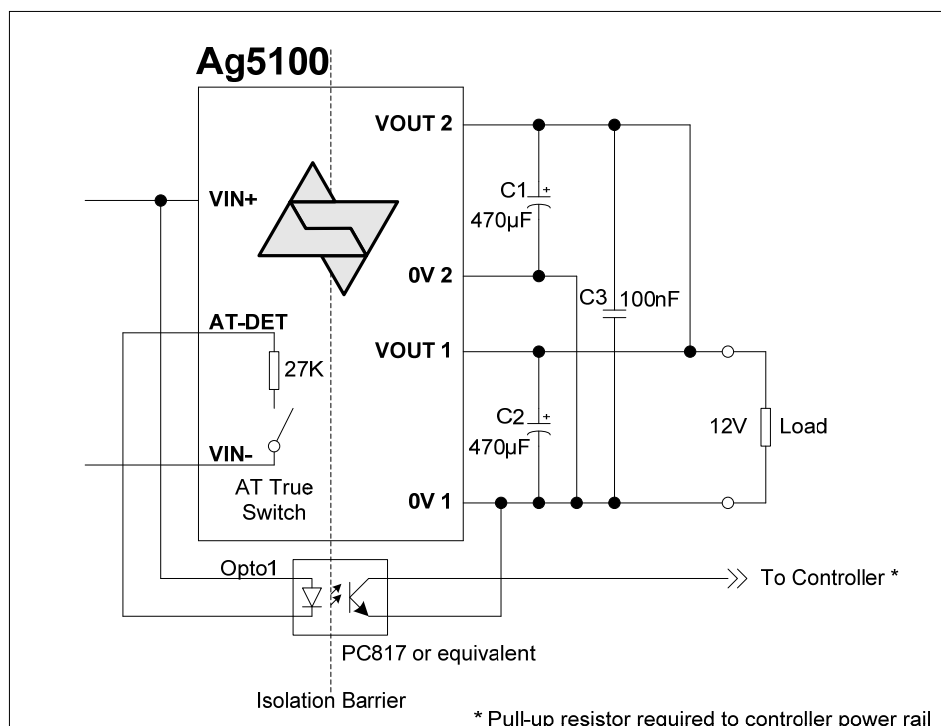 Ag5100
VOUT 2
VIN+
C1
+
470µF
0V 2
C3 100nF
AT-DET
VOUT 1
27K
C2
+
470µF
12V Load
VIN-
AT True
Switch
0V 1
Opto1
To Controller *
PC817 or equivalent
Isolation Barrier
* Pull-up resistor required to controller power rail